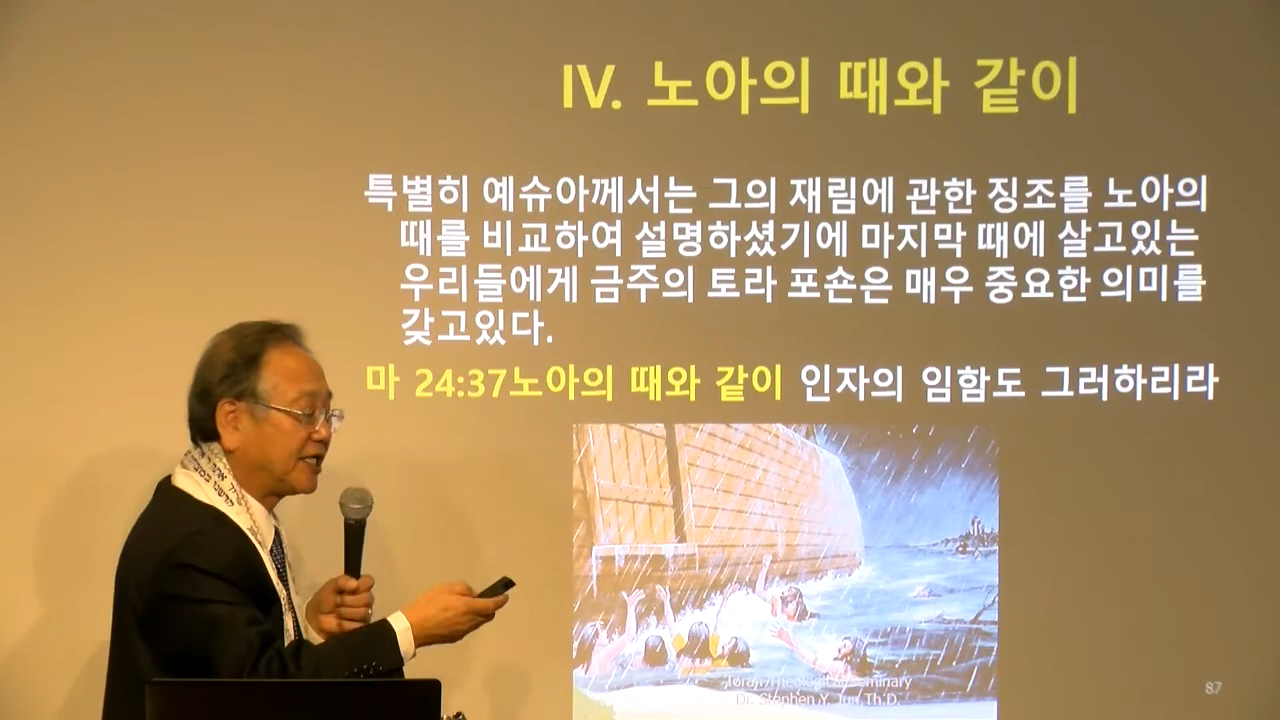 IV. 노아의 때와 같이
특별히 예슈아께서는 그의 재림에 관한 징조를 노아의
때를 비교하여 설명하셨기에 마지막 때에 살고있는
우리들에게 금주의 토라 포숀은 매우 중요한 의미를
갖고있다.
마 24:37노아의 때와 같이 인자의 임함도 그러하리라
Torah Theological Seminary
Dr. Stephen Y. Jun, Th.D.
87